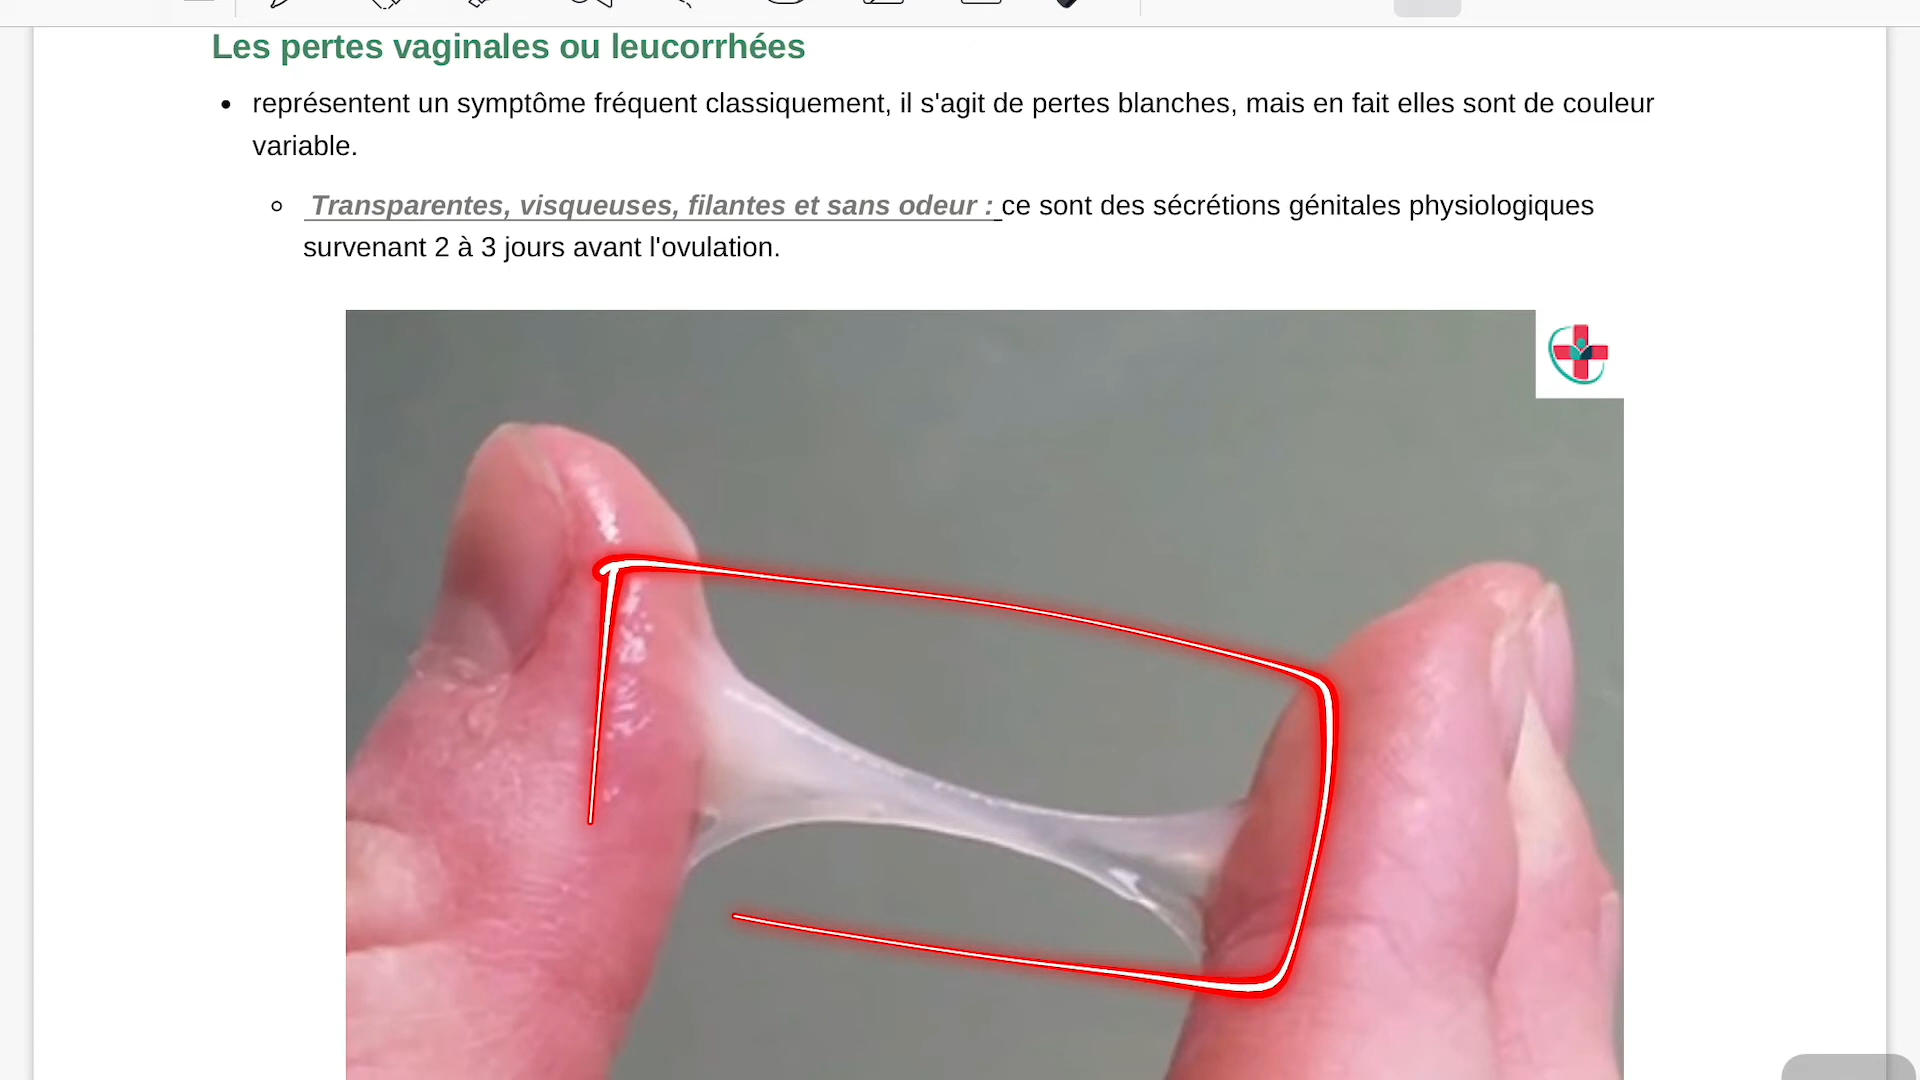 Les pertes vaginales ou leucorrhées
représentent un symptôme fréquent classiquement, il s'agit de pertes blanches, mais en fait elles sont de couleur
variable.
Transparentes, visqueuses, filantes et sans odeur : ce sont des sécrétions génitales physiologiques
survenant 2 à 3 jours avant l'ovulation.